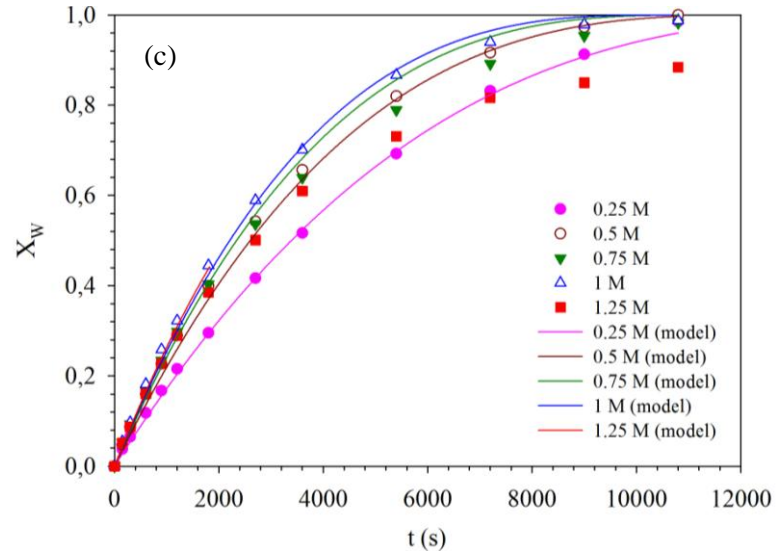 (c)
1,0
0,8
0,6
0,4
0,2
0,0
X_W
0.25 M
0.5 M
0.75 M
1 M
1.25 M
0.25 M (model)
0.5 M (model)
0.75 M (model)
1 M (model)
1.25 M (model)
0 2000 4000 6000 8000 10000 12000
t (s)